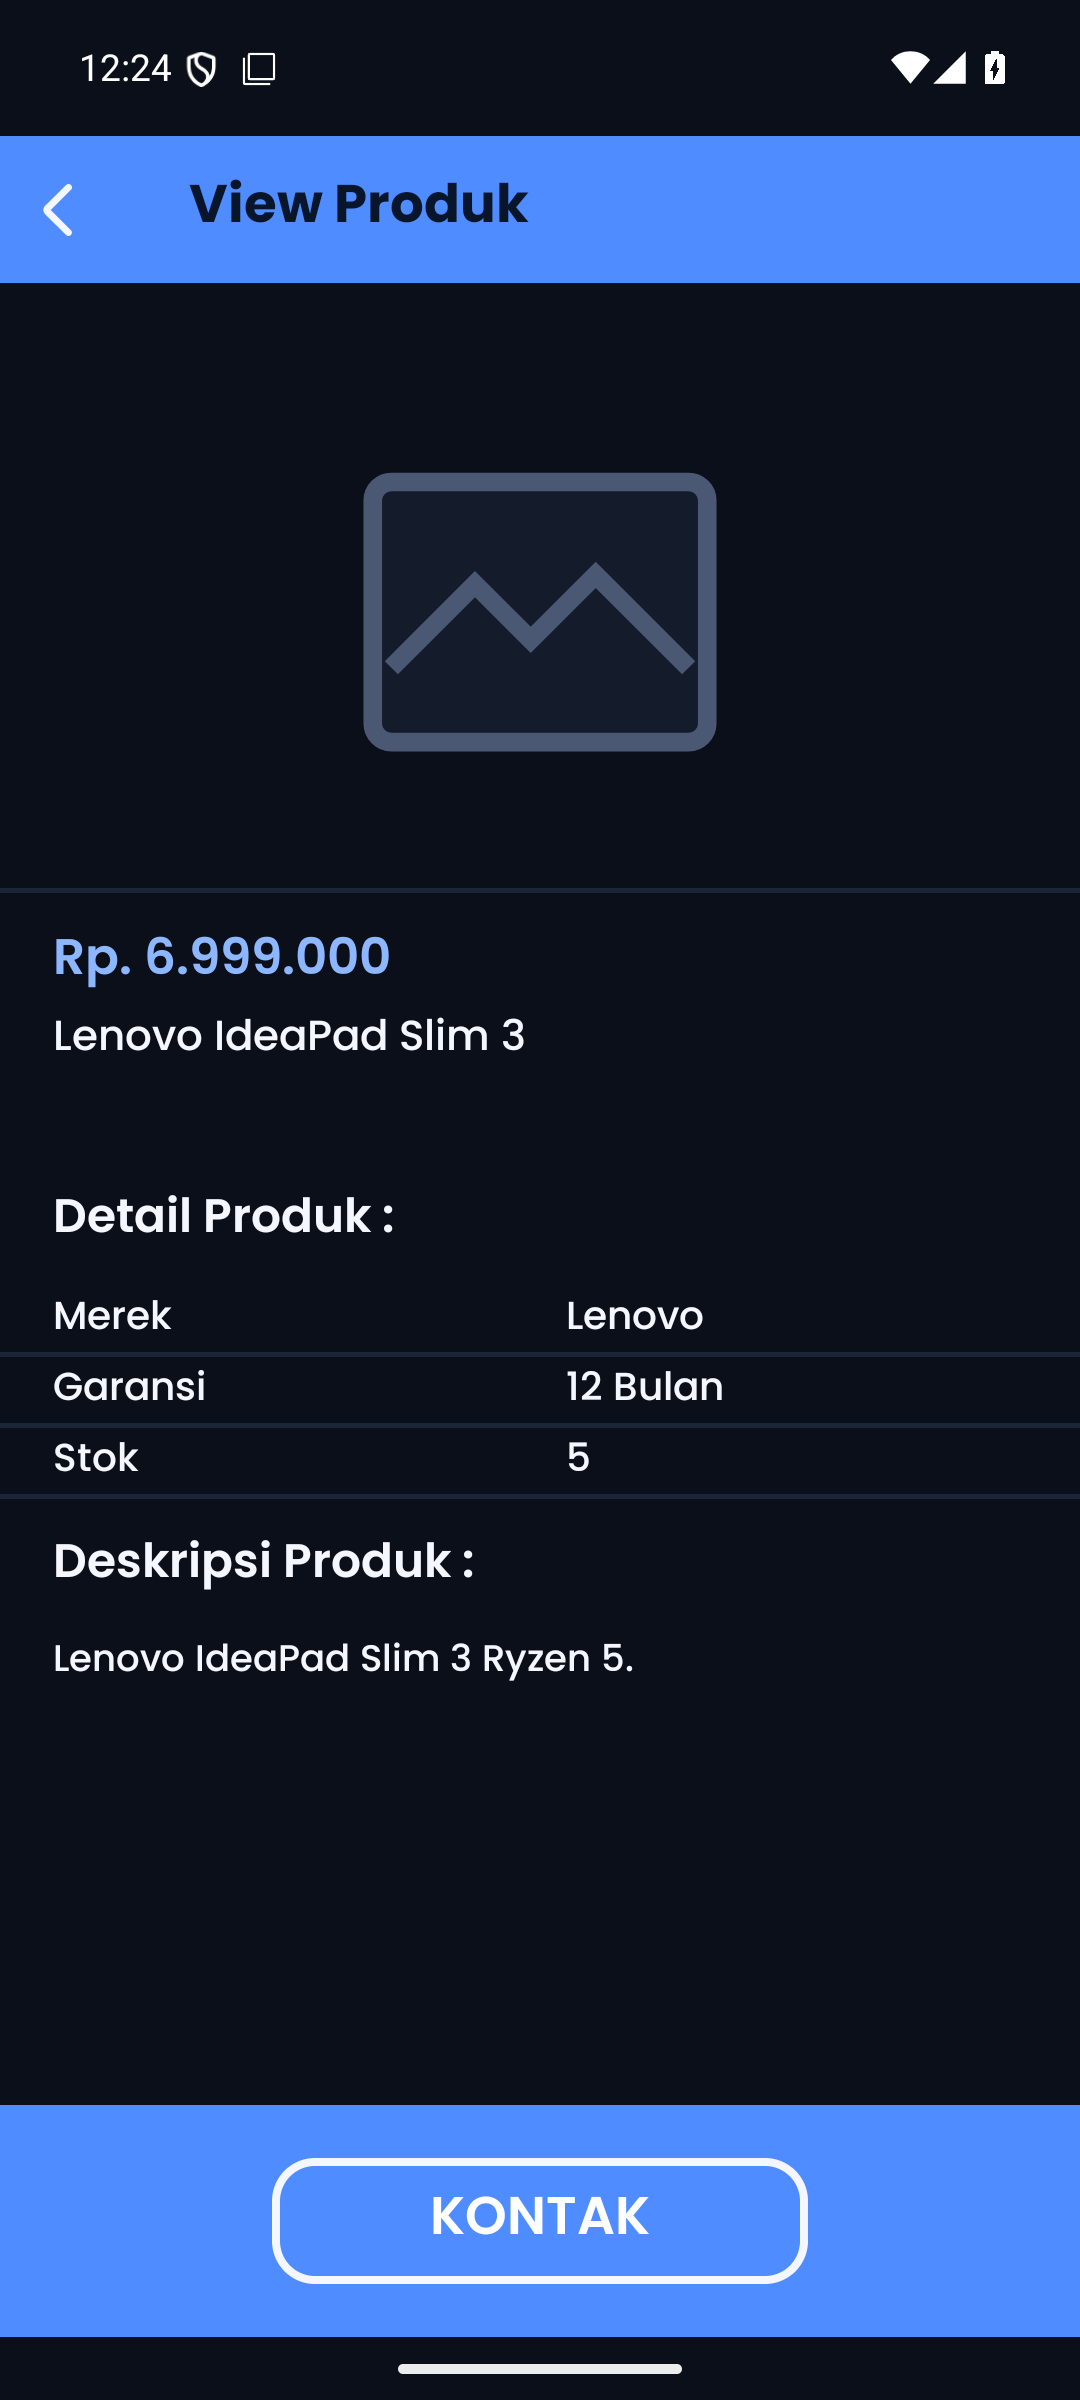 12:24
View Produk
Rp. 6.999.000
Lenovo IdeaPad Slim 3
Detail Produk :
Merek Lenovo
Garansi 12 Bulan
Stok 5
Deskripsi Produk :
Lenovo IdeaPad Slim 3 Ryzen 5.
KONTAK